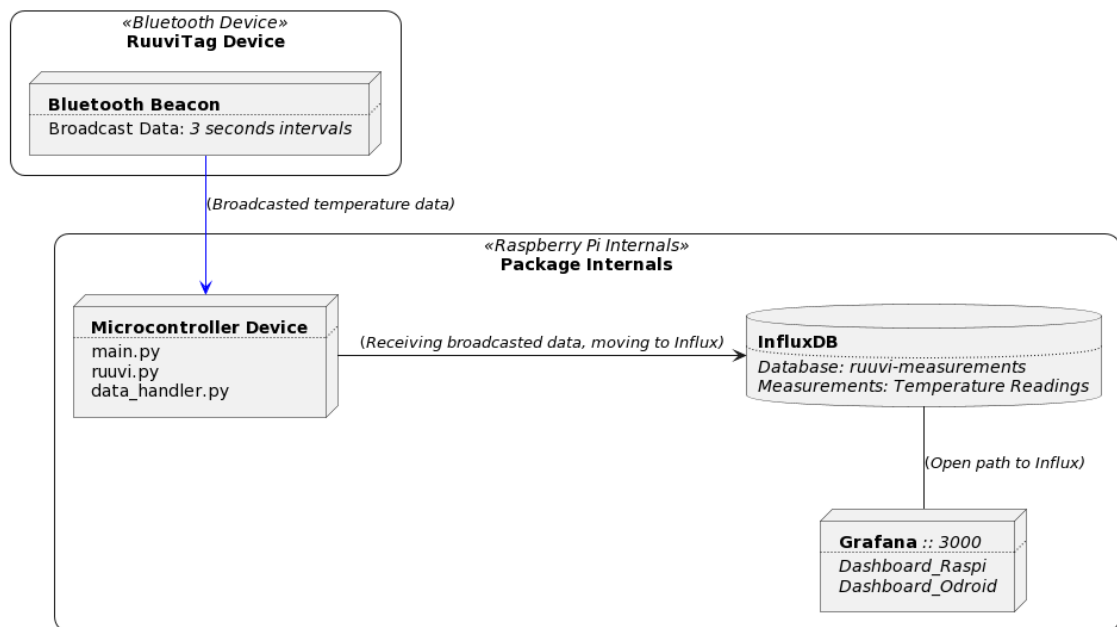 «Bluetooth Device»
RuuviTag Device
Bluetooth Beacon
Broadcast Data: 3 seconds intervals
(Broadcasted temperature data)
«Raspberry Pi Internals»
Package Internals
Microcontroller Device
main.py
ruuvi.py
data_handler.py
(Receiving broadcasted data, moving to Influx)
InfluxDB
Database: ruuvi-measurements
Measurements: Temperature Readings
(Open path to Influx)
Grafana :: 3000
Dashboard_Raspi
Dashboard_Odroid